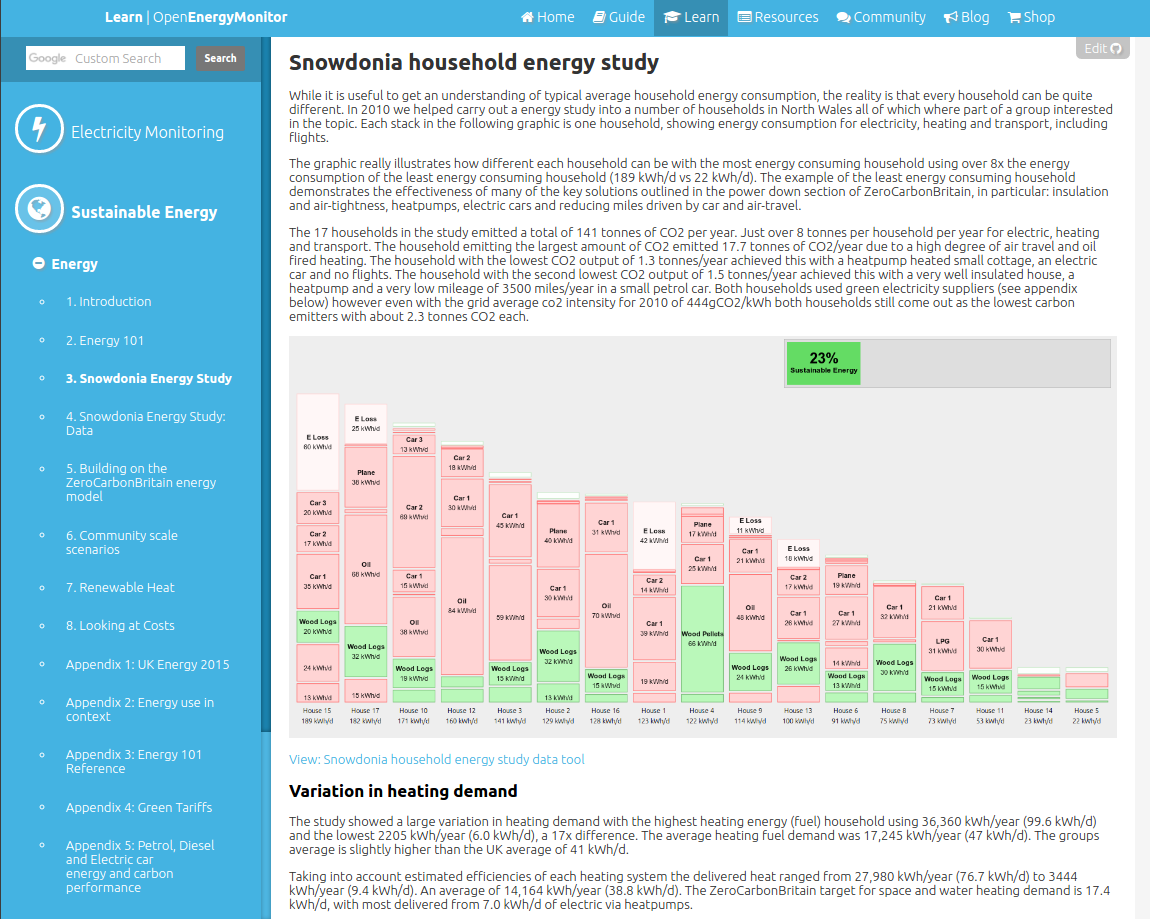 Learn | OpenEnergyMonitor
Home
Guide
Learn
Resources
Community
Blog
Shop
Google Custom Search
Search
Electricity Monitoring
Sustainable Energy
Energy
1. Introduction
2. Energy 101
3. Snowdonia Energy Study
4. Snowdonia Energy Study:
Data
5. Building on the
ZeroCarbonBritain energy
model
6. Community scale
scenarios
7. Renewable Heat
8. Looking at Costs
Appendix 1: UK Energy 2015
Appendix 2: Energy use in
context
Appendix 3: Energy 101
Reference
Appendix 4: Green Tariffs
Appendix 5: Petrol, Diesel
and Electric car
energy and carbon
performance
Edit
Snowdonia household energy study
While it is useful to get an understanding of typical average household energy consumption, the reality is that every household can be quite
different. In 2010 we helped carry out a energy study into a number of households in North Wales all of which where part of a group interested
in the topic. Each stack in the following graphic is one household, showing energy consumption for electricity, heating and transport, including
flights.
The graphic really illustrates how different each household can be with the most energy consuming household using over 8x the energy
consumption of the least energy consuming household (189 kWh/d vs 22 kWh/d). The example of the least energy consuming household
demonstrates the effectiveness of many of the key solutions outlined in the power down section of ZeroCarbonBritain, in particular: insulation
and air-tightness, heatpumps, electric cars and reducing miles driven by car and air-travel.
The 17 households in the study emitted a total of 141 tonnes of CO2 per year. Just over 8 tonnes per household per year for electric, heating
and transport. The household emitting the largest amount of CO2 emitted 17.7 tonnes of CO2/year due to a high degree of air travel and oil
fired heating. The household with the lowest CO2 output of 1.3 tonnes/year achieved this with a heatpump heated small cottage, an electric
car and no flights. The household with the second lowest CO2 output of 1.5 tonnes/year achieved this with a very well insulated house, a
heatpump and a very low mileage of 3500 miles/year in a small petrol car. Both households used green electricity suppliers (see appendix
below) however even with the grid average co2 intensity for 2010 of 444gCO2/kWh both households still come out as the lowest carbon
emitters with about 2.3 tonnes CO2 each.
23%
Sustainable Energy
E Loss
60 kWh/d
Car 3
20 kWh/d
Car 2
17 kWh/d
Car 1
35 kWh/d
Wood Logs
20 kWh/d
24 kWh/d
13 kWh/d
House 15
189 kWh/d
E Loss
25 kWh/d
Plane
38 kWh/d
Oil
68 kWh/d
Wood Logs
32 kWh/d
15 kWh/d
House 17
182 kWh/d
Car 3
13 kWh/d
Car 2
69 kWh/d
Car 1
15 kWh/d
Oil
38 kWh/d
Wood Logs
19 kWh/d
House 10
171 kWh/d
Car 2
18 kWh/d
Car 1
30 kWh/d
Oil
84 kWh/d
House 12
160 kWh/d
Car 1
45 kWh/d
59 kWh/d
Wood Logs
15 kWh/d
House 3
141 kWh/d
Plane
40 kWh/d
Car 1
30 kWh/d
Wood Logs
32 kWh/d
13 kWh/d
House 2
129 kWh/d
Car 1
31 kWh/d
Oil
70 kWh/d
Wood Logs
15 kWh/d
House 16
128 kWh/d
E Loss
42 kWh/d
Car 2
14 kWh/d
Car 1
39 kWh/d
19 kWh/d
House 1
123 kWh/d
Plane
17 kWh/d
Car 1
25 kWh/d
Wood Pellets
66 kWh/d
House 4
122 kWh/d
E Loss
11 kWh/d
Car 1
21 kWh/d
Oil
48 kWh/d
Wood Logs
24 kWh/d
House 9
114 kWh/d
E Loss
18 kWh/d
Car 2
17 kWh/d
Car 1
26 kWh/d
Wood Logs
26 kWh/d
House 13
100 kWh/d
Plane
19 kWh/d
Car 1
27 kWh/d
14 kWh/d
Wood Logs
13 kWh/d
House 6
91 kWh/d
Car 1
32 kWh/d
Wood Logs
30 kWh/d
House 8
75 kWh/d
Car 1
21 kWh/d
LPG
31 kWh/d
Wood Logs
15 kWh/d
House 7
73 kWh/d
Car 1
30 kWh/d
Wood Logs
15 kWh/d
House 11
53 kWh/d
House 14
23 kWh/d
House 5
22 kWh/d
View: Snowdonia household energy study data tool
Variation in heating demand
The study showed a large variation in heating demand with the highest heating energy (fuel) household using 36,360 kWh/year (99.6 kWh/d)
and the lowest 2205 kWh/year (6.0 kWh/d), a 17x difference. The average heating fuel demand was 17,245 kWh/year (47 kWh/d). The groups
average is slightly higher than the UK average of 41 kWh/d.
Taking into account estimated efficiencies of each heating system the delivered heat ranged from 27,980 kWh/year (76.7 kWh/d) to 3444
kWh/year (9.4 kWh/d). An average of 14,164 kWh/year (38.8 kWh/d). The ZeroCarbonBritain target for space and water heating demand is 17.4
kWh/d, with most delivered from 7.0 kWh/d of electric via heatpumps.